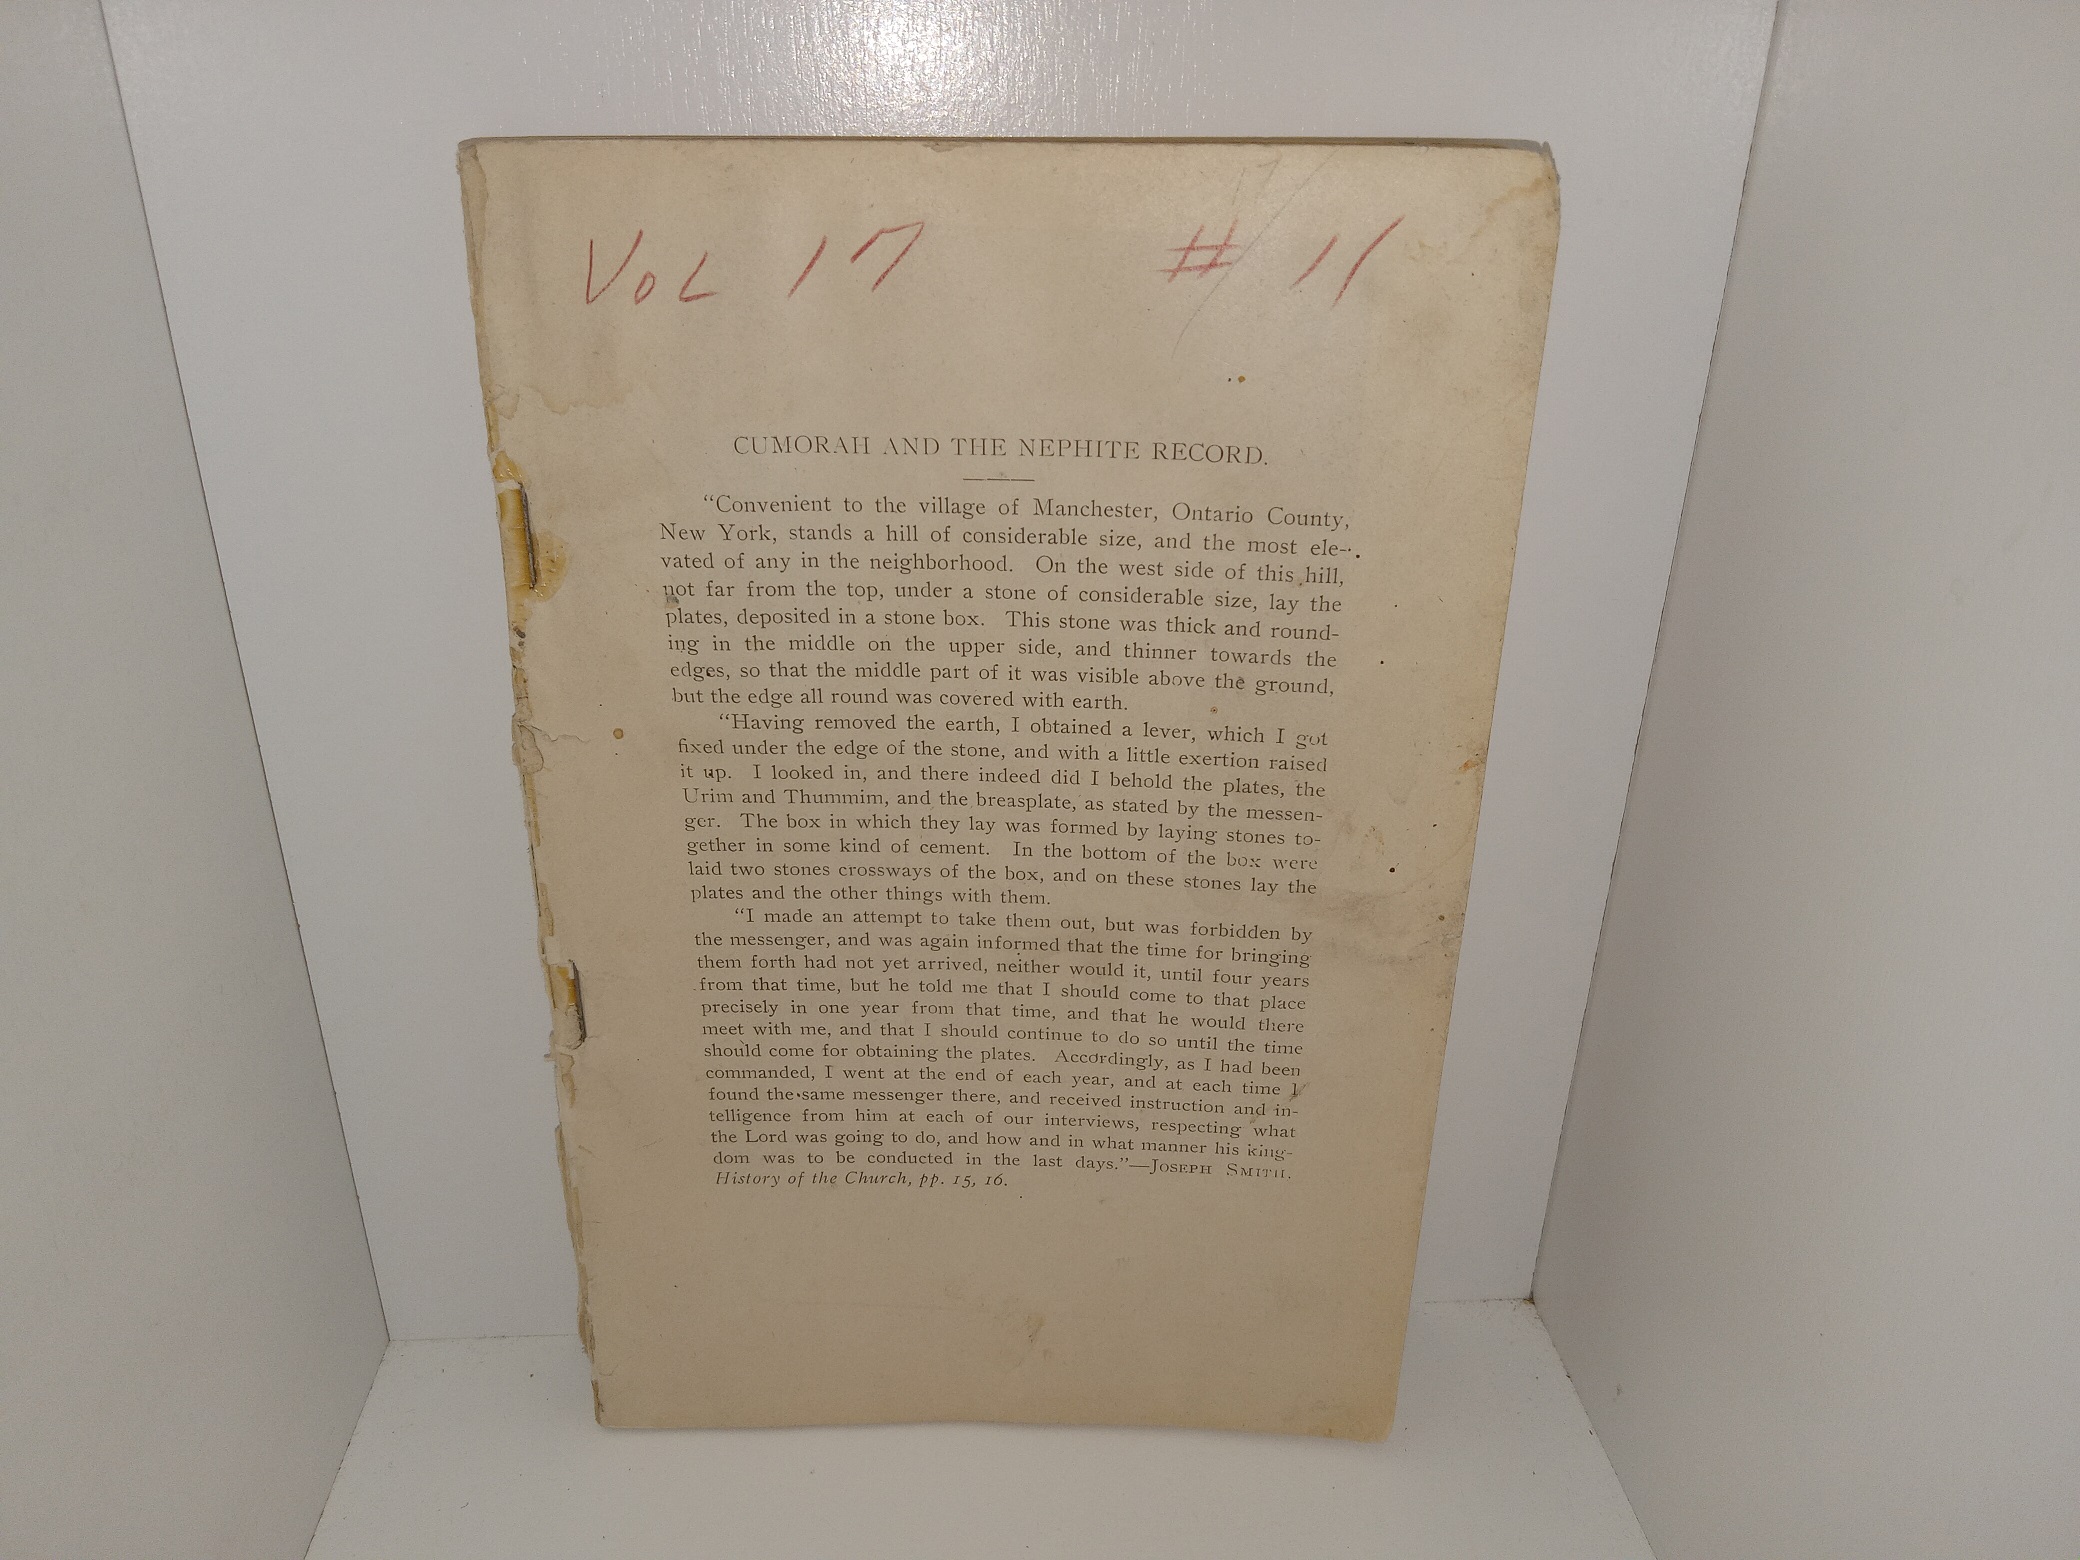 VOL 17 # 11
CUMORAH AND THE NEPHITE RECORD.
“Convenient to the village of Manchester, Ontario County,
New York, stands a hill of considerable size, and the most ele-
vated of any in the neighborhood. On the west side of this hill,
not far from the top, under a stone of considerable size, lay the
plates, deposited in a stone box. This stone was thick and round-
ing in the middle on the upper side, and thinner towards the
edges, so that the middle part of it was visible above the ground,
but the edge all round was covered with earth.
“Having removed the earth, I obtained a lever, which I got
fixed under the edge of the stone, and with a little exertion raised
it up. I looked in, and there indeed did I behold the plates, the
Urim and Thummim, and the breasplate, as stated by the messen-
ger. The box in which they lay was formed by laying stones to-
gether in some kind of cement. In the bottom of the box were
laid two stones crossways of the box, and on these stones lay the
plates and the other things with them.
“I made an attempt to take them out, but was forbidden by
the messenger, and was again informed that the time for bringing
them forth had not yet arrived, neither would it, until four years
from that time, but he told me that I should come to that place
precisely in one year from that time, and that he would there
meet with me, and that I should continue to do so until the time
should come for obtaining the plates. Accordingly, as I had been
commanded, I went at the end of each year, and at each time I
found the same messenger there, and received instruction and in-
telligence from him at each of our interviews, respecting what
the Lord was going to do, and how and in what manner his king-
dom was to be conducted in the last days.”—JOSEPH SMITH.
History of the Church, pp. 15, 16.